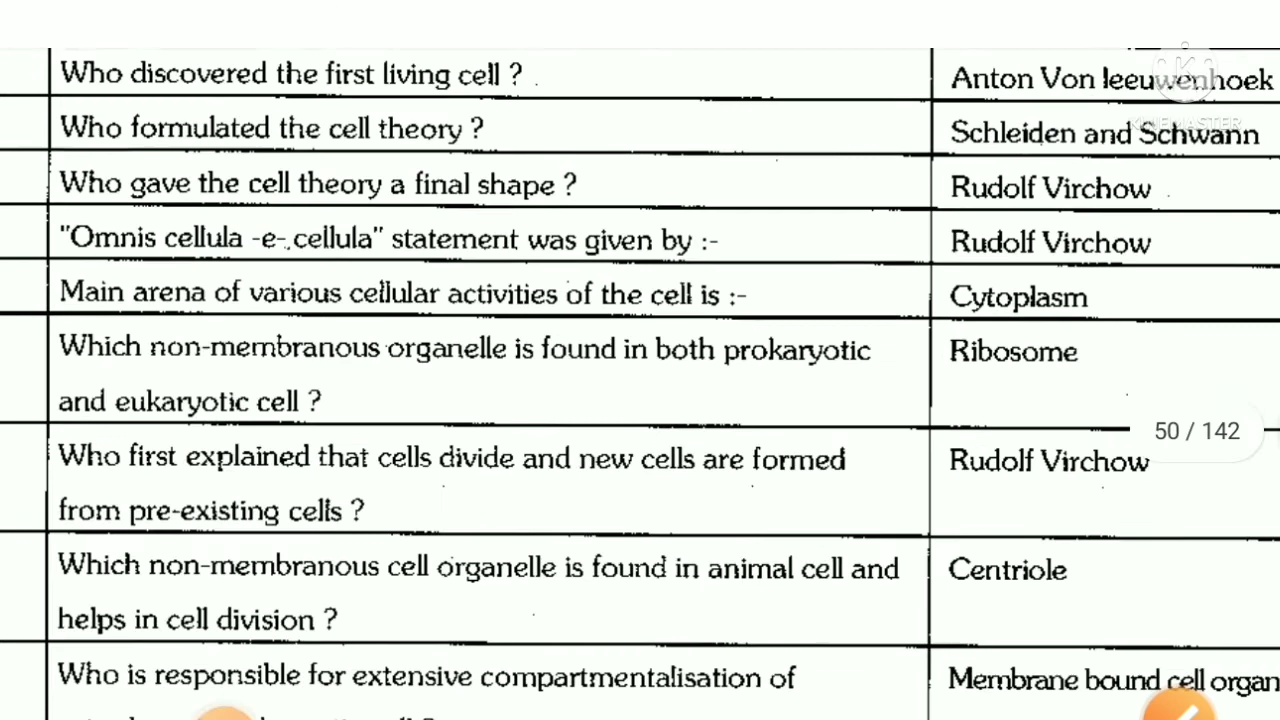 Who discovered the first living cell ?
Anton Von leeuwenhoek
Who formulated the cell theory ?
Schleiden and Schwann
KINEMASTER
Who gave the cell theory a final shape ?
Rudolf Virchow
"Omnis cellula -e- cellula" statement was given by :-
Rudolf Virchow
Main arena of various cellular activities of the cell is :-
Cytoplasm
Which non-membranous organelle is found in both prokaryotic
and eukaryotic cell ?
Ribosome
50 / 142
Who first explained that cells divide and new cells are formed
from pre-existing cells ?
Rudolf Virchow
Which non-membranous cell organelle is found in animal cell and
helps in cell division ?
Centriole
Who is responsible for extensive compartmentalisation of
Membrane bound cell organ